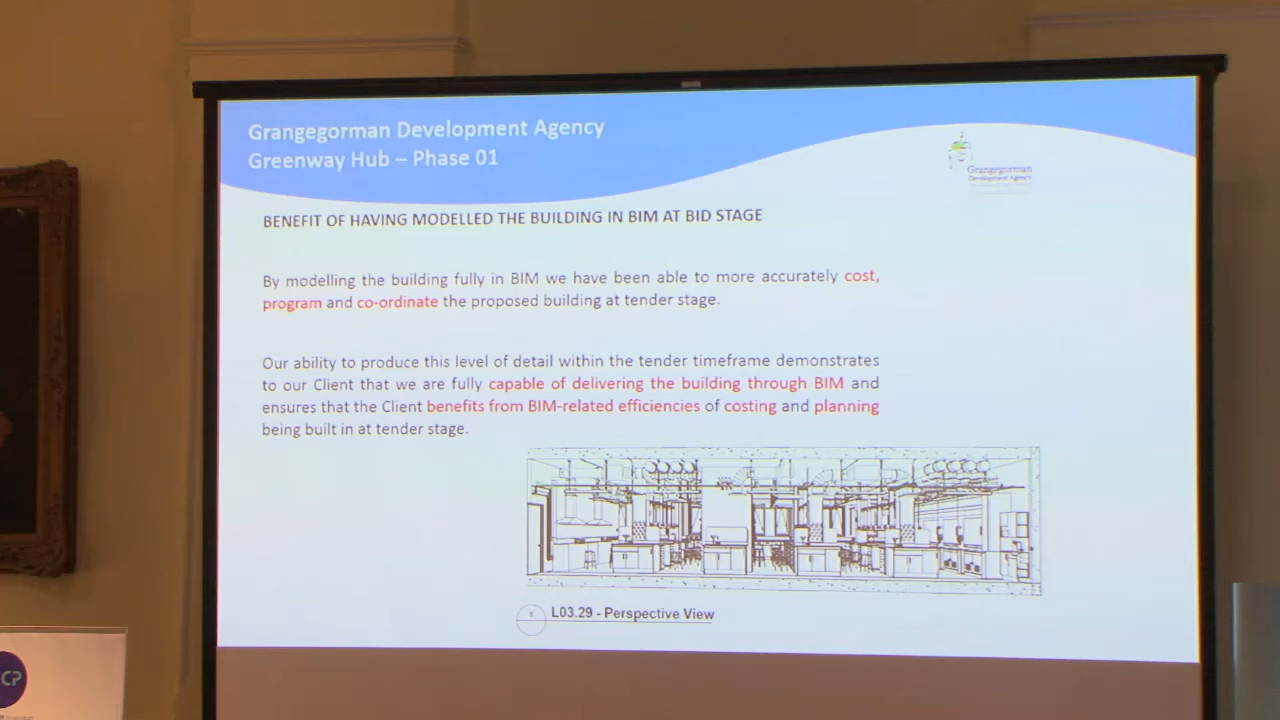 Grangegorman Development Agency
Greenway Hub – Phase 01
Grangegorman
Development Agency
BENEFIT OF HAVING MODELLED THE BUILDING IN BIM AT BID STAGE
By modelling the building fully in BIM we have been able to more accurately cost,
program and co-ordinate the proposed building at tender stage.
Our ability to produce this level of detail within the tender timeframe demonstrates
to our Client that we are fully capable of delivering the building through BIM and
ensures that the Client benefits from BIM-related efficiencies of costing and planning
being built in at tender stage.
L03.29 - Perspective View
CP